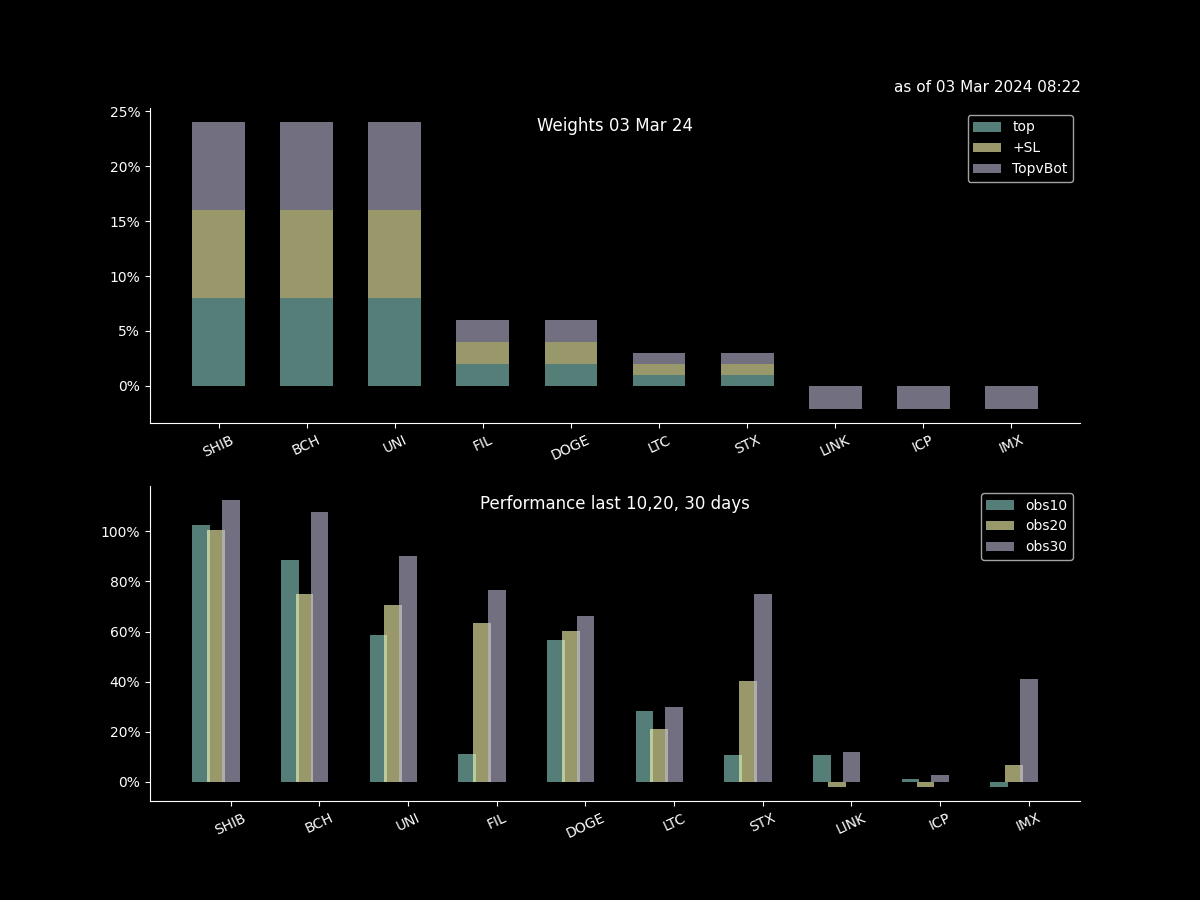 as of 03 Mar 2024 08:22
Weights 03 Mar 24
top
+SL
TopvBot
25%
20%
15%
10%
5%
0%
SHIB BCH UNI FIL DOGE LTC STX LINK ICP IMX
Performance last 10,20, 30 days
obs10
obs20
obs30
100%
80%
60%
40%
20%
0%
SHIB BCH UNI FIL DOGE LTC STX LINK ICP IMX